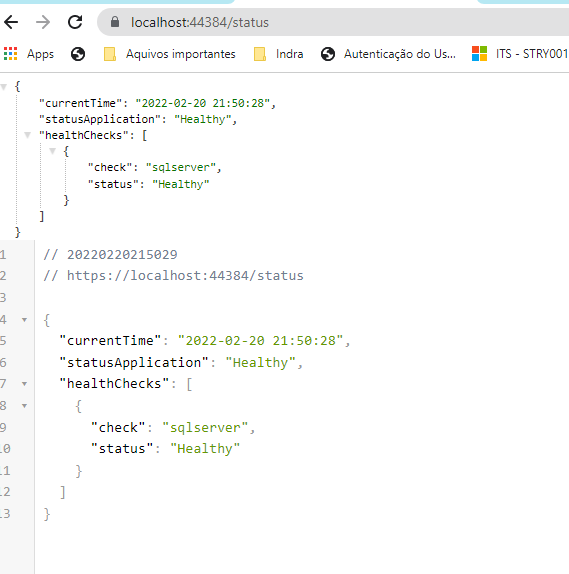 localhost:44384/status
Apps Aquivos importantes Indra Autenticação do Us... ITS - STRY001
{
"currentTime": "2022-02-20 21:50:28",
"statusApplication": "Healthy",
"healthChecks": [
{
"check": "sqlserver",
"status": "Healthy"
}
]
}
1 // 20220220215029
2 // https://localhost:44384/status
3
4 {
5 "currentTime": "2022-02-20 21:50:28",
6 "statusApplication": "Healthy",
7 "healthChecks": [
8 {
9 "check": "sqlserver",
10 "status": "Healthy"
11 }
12 ]
13 }